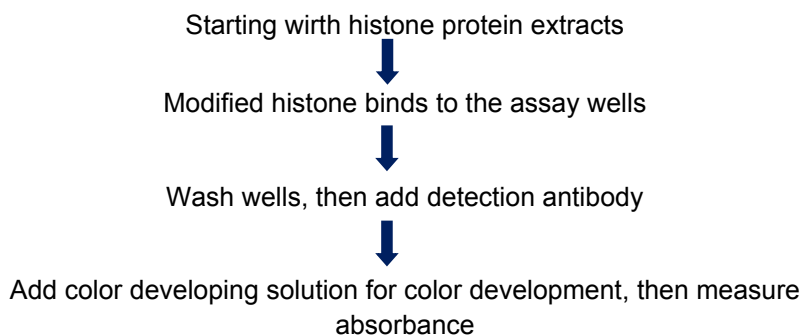 Starting wirth histone protein extracts
Modified histone binds to the assay wells
Wash wells, then add detection antibody
Add color developing solution for color development, then measure
absorbance